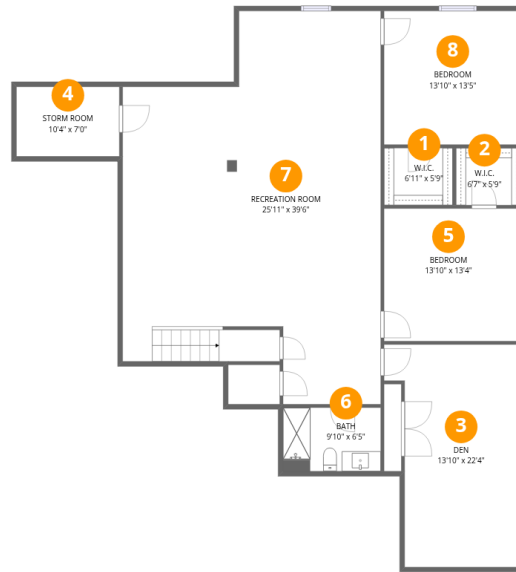 8
BEDROOM
13'10" x 13'5"
4
STORM ROOM
10'4" x 7'0"
1
W.I.C.
6'11" x 5'9"
2
W.I.C.
6'7" x 5'9"
7
RECREATION ROOM
25'11" x 39'6"
5
BEDROOM
13'10" x 13'4"
6
BATH
9'10" x 6'5"
3
DEN
13'10" x 22'4"